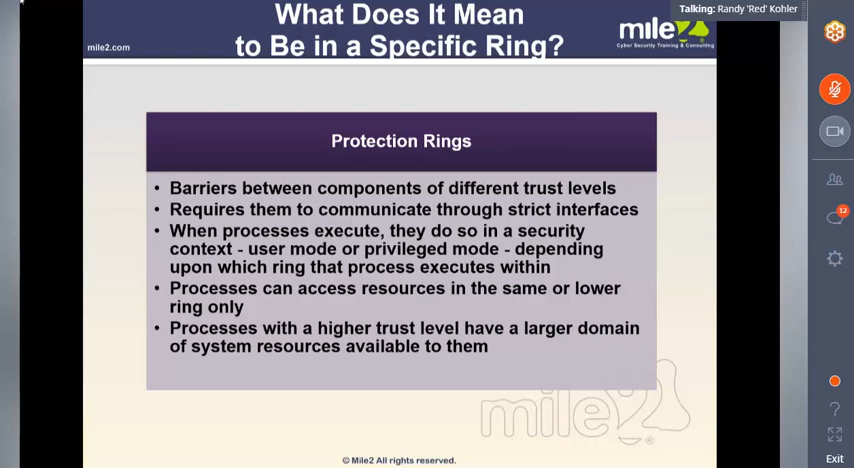 Talking: Randy 'Red' Kohler
What Does It Mean
to Be in a Specific Ring?
mile2.com
mile2
Cyber Security Training & Consulting
Protection Rings
• Barriers between components of different trust levels
• Requires them to communicate through strict interfaces
• When processes execute, they do so in a security
context - user mode or privileged mode - depending
upon which ring that process executes within
• Processes can access resources in the same or lower
ring only
• Processes with a higher trust level have a larger domain
of system resources available to them
mile2®
© Mile2 All rights reserved.
12
?
Exit